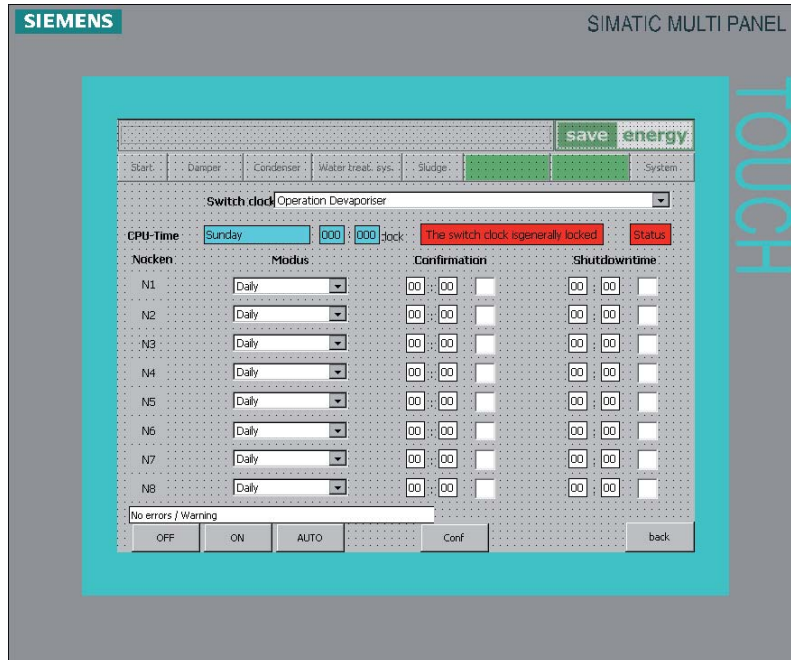 SIEMENS
SIMATIC MULTI PANEL
TOUCH
save energy
Start Damper Condenser Water treat. sys. Sludge System
Switch clock Operation Devaporiser
CPU-Time Sunday 000 : 000 clock The switch clock isgenerally locked Status
Nocken Modus Confirmation Shutdowntime
N1 Daily 00 : 00 00 : 00
N2 Daily 00 : 00 00 : 00
N3 Daily 00 : 00 00 : 00
N4 Daily 00 : 00 00 : 00
N5 Daily 00 : 00 00 : 00
N6 Daily 00 : 00 00 : 00
N7 Daily 00 : 00 00 : 00
N8 Daily 00 : 00 00 : 00
No errors / Warning
OFF ON AUTO Conf back